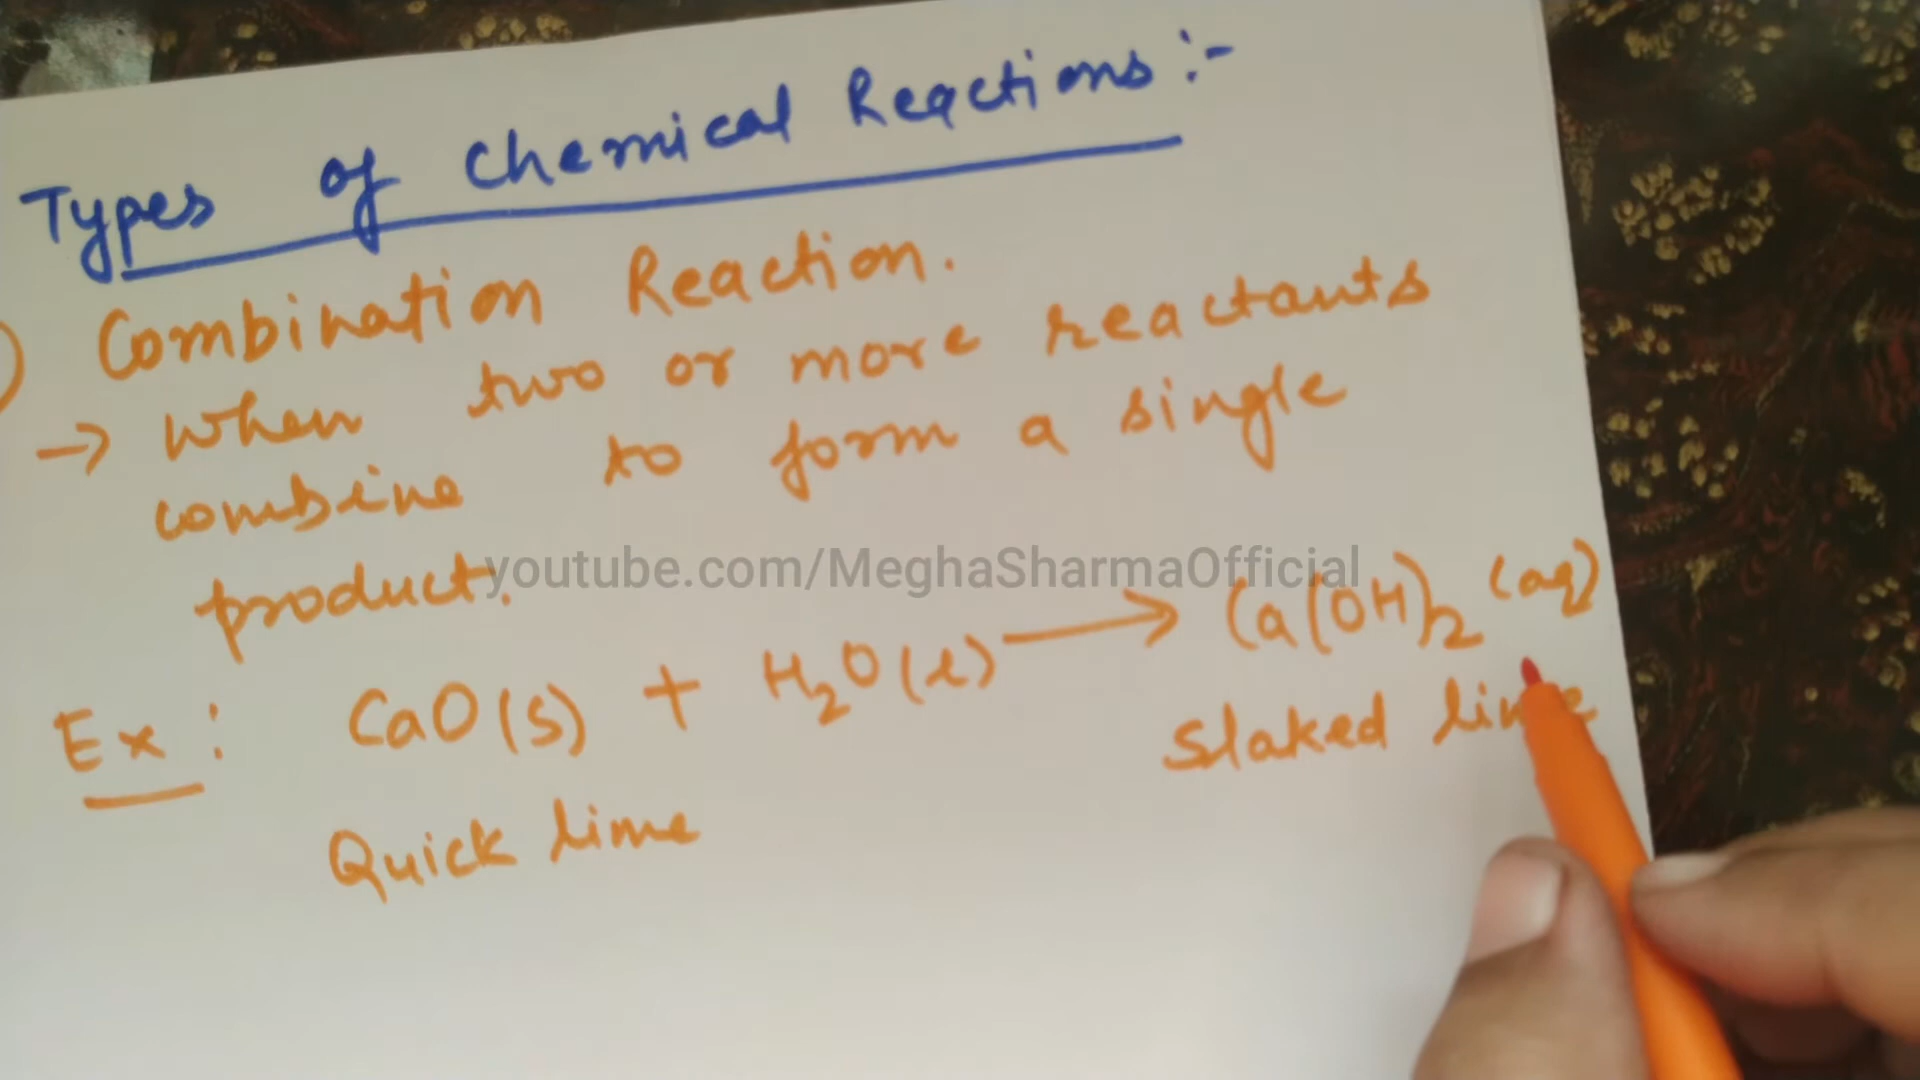 Types of Chemical Reactions:-
) Combination Reaction.
→ When two or more reactants
combine to form a single
product.
youtube.com/MeghaSharmaOfficial
Ex: CaO(s) + H₂O(l) → Ca(OH)₂ (aq)
Quick lime Slaked lime